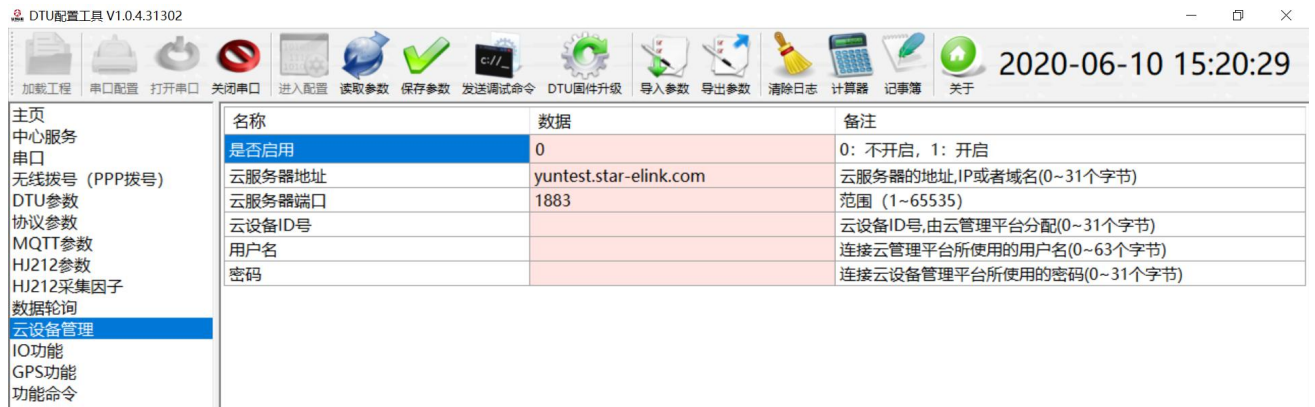 DTU配置工具 V1.0.4.31302
加载工程 串口配置 打开串口 关闭串口 进入配置 读取参数 保存参数 发送调试命令 DTU固件升级 导入参数 导出参数 清除日志 计算器 记事簿 关于 2020-06-10 15:20:29
c://_
主页
中心服务
串口
无线拨号（PPP拨号）
DTU参数
协议参数
MQTT参数
HJ212参数
HJ212采集因子
数据轮询
云设备管理
IO功能
GPS功能
功能命令
名称 数据 备注
是否启用 0 0：不开启，1：开启
云服务器地址 yuntest.star-elink.com 云服务器的地址,IP或者域名(0~31个字节)
云服务器端口 1883 范围（1~65535）
云设备ID号 云设备ID号,由云管理平台分配(0~31个字节)
用户名 连接云管理平台所使用的用户名(0~63个字节)
密码 连接云设备管理平台所使用的密码(0~31个字节)